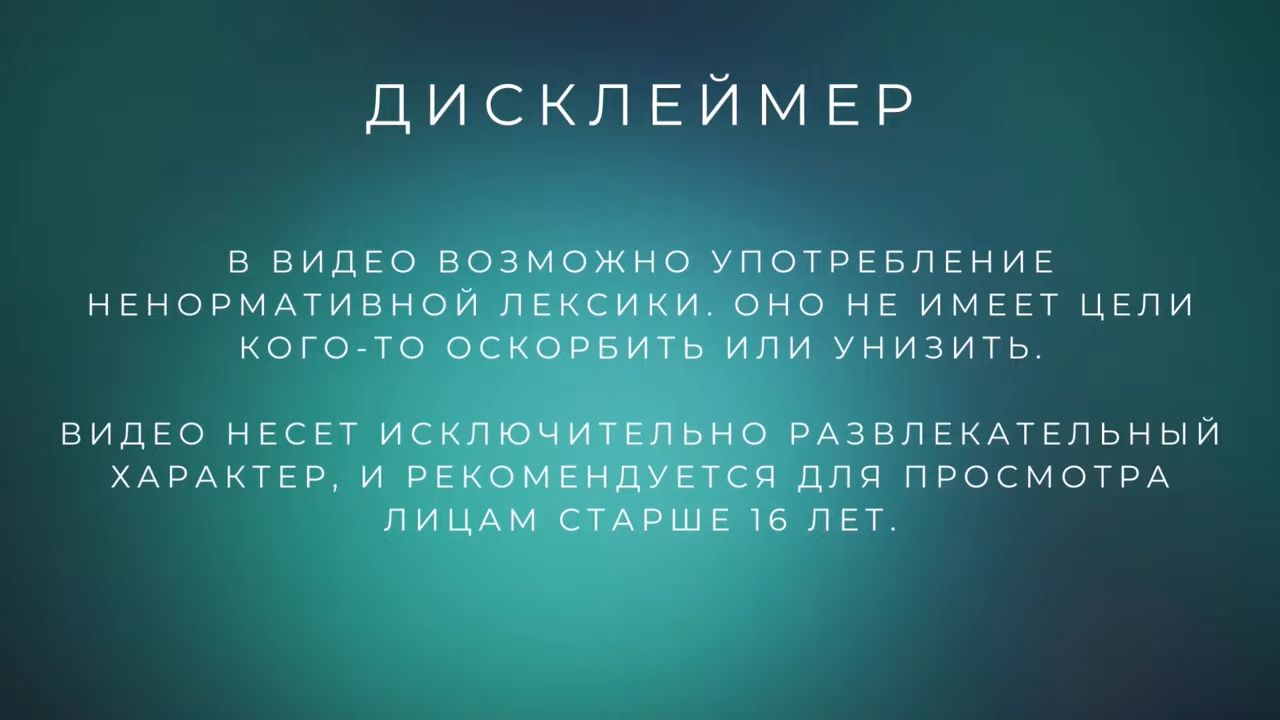 ДИСКЛЕЙМЕР
В ВИДЕО ВОЗМОЖНО УПОТРЕБЛЕНИЕ
НЕНОРМАТИВНОЙ ЛЕКСИКИ. ОНО НЕ ИМЕЕТ ЦЕЛИ
КОГО-ТО ОСКОРБИТЬ ИЛИ УНИЗИТЬ.
ВИДЕО НЕСЕТ ИСКЛЮЧИТЕЛЬНО РАЗВЛЕКАТЕЛЬНЫЙ
ХАРАКТЕР, И РЕКОМЕНДУЕТСЯ ДЛЯ ПРОСМОТРА
ЛИЦАМ СТАРШЕ 16 ЛЕТ.